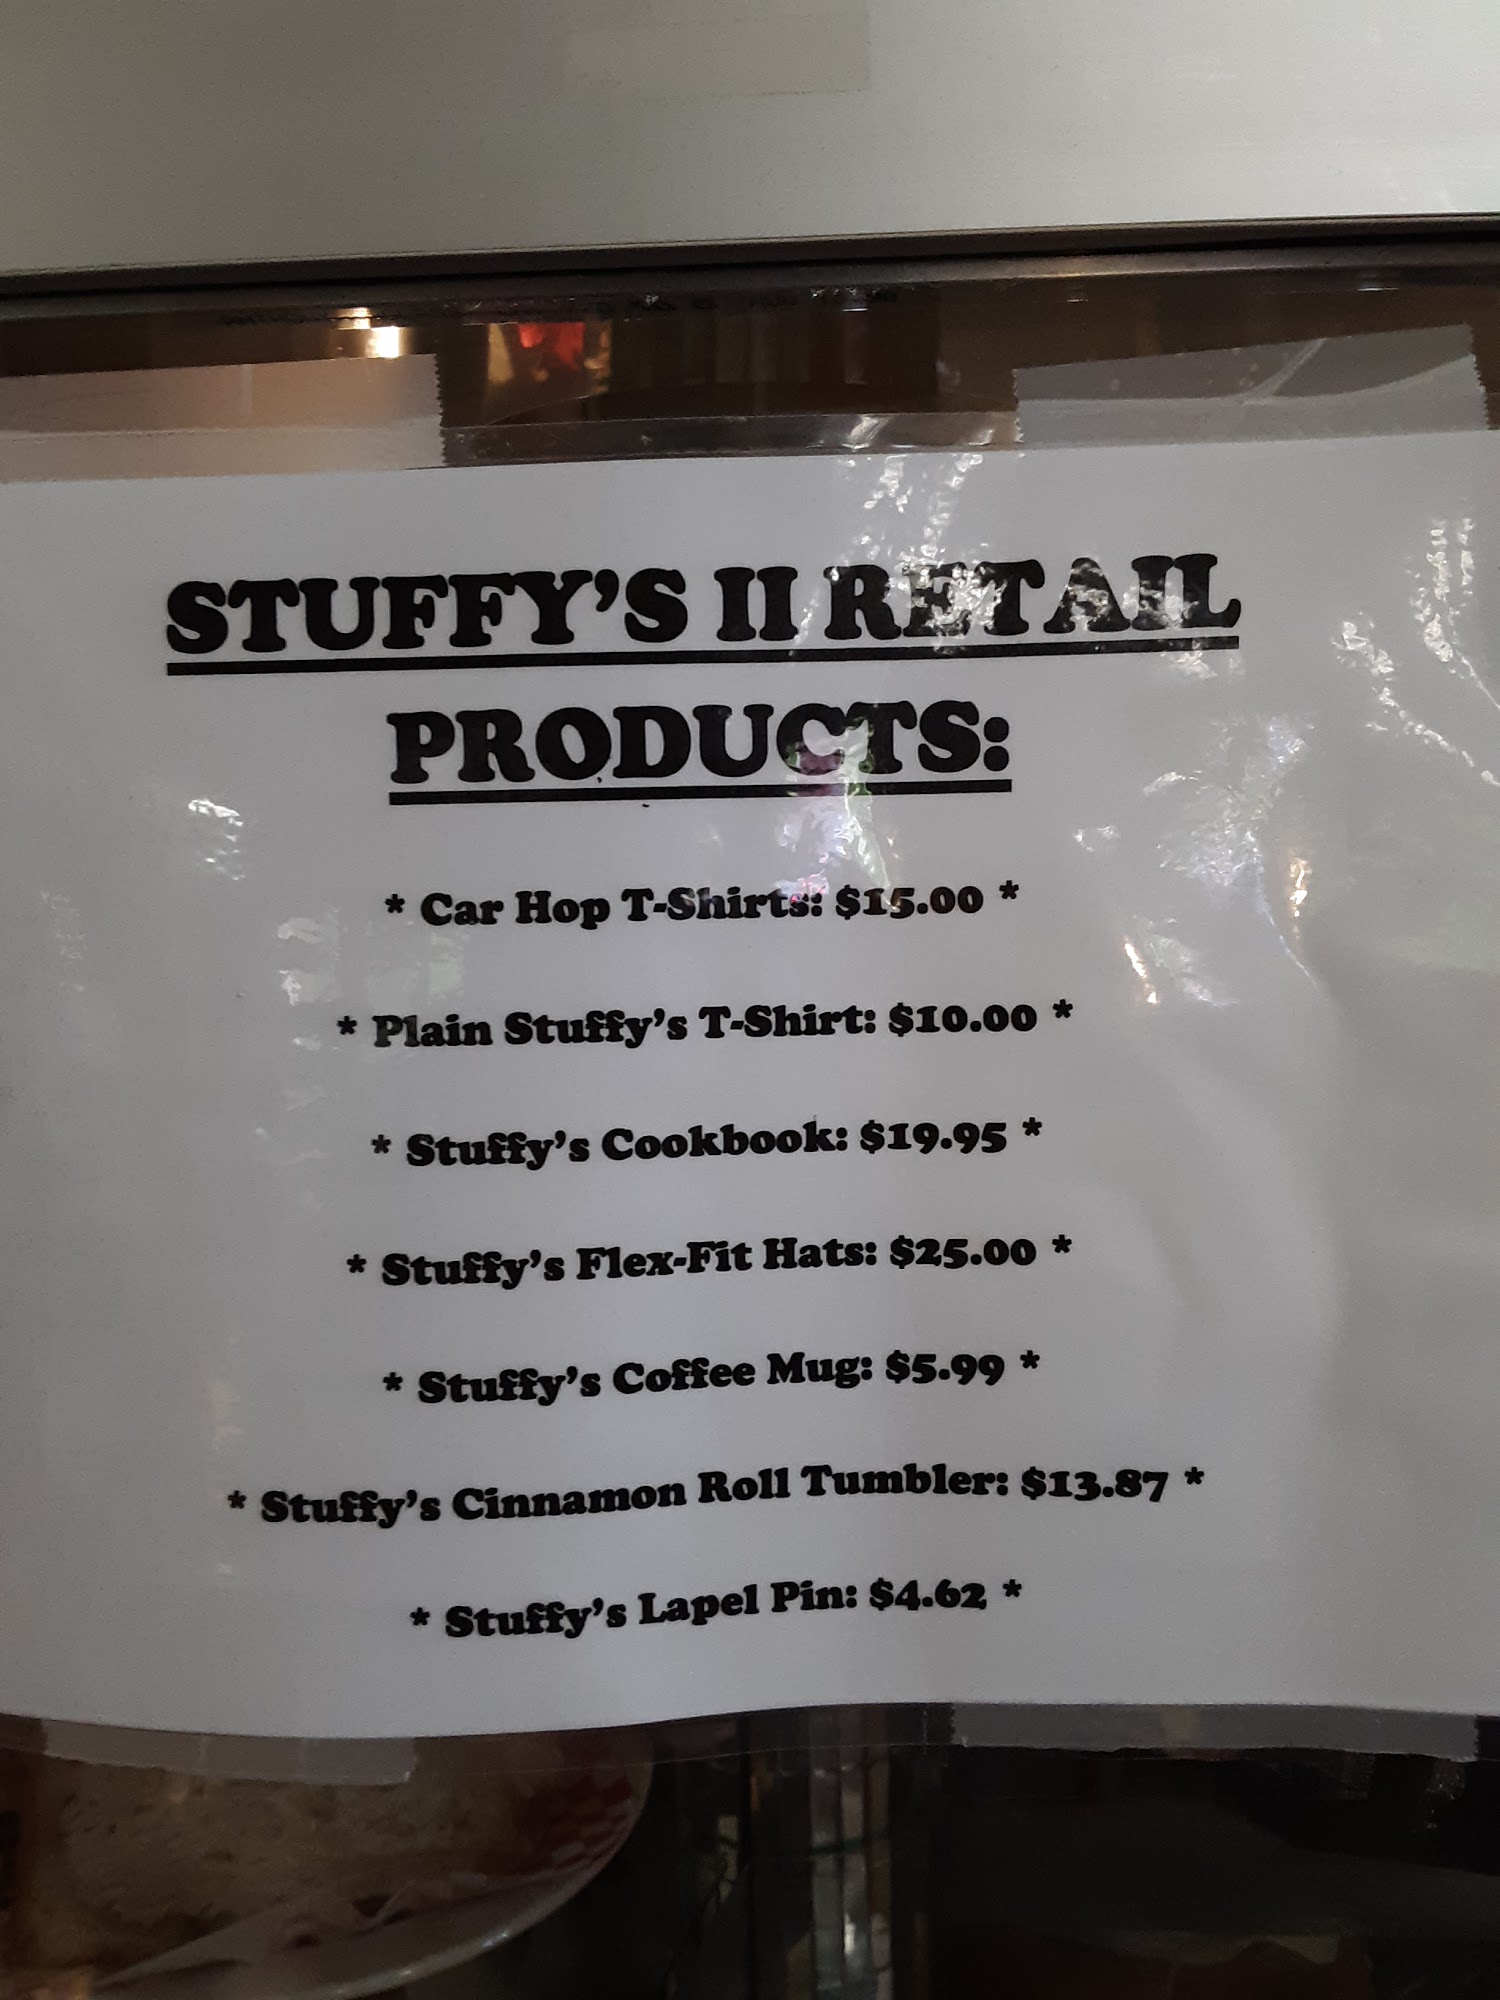 STUFFY'S II RETAIL
PRODUCTS:
* Car Hop T-Shirts: $15.00 *
* Plain Stuffy's T-Shirt: $10.00 *
* Stuffy's Cookbook: $19.95 *
* Stuffy's Flex-Fit Hats: $25.00 *
* Stuffy's Coffee Mug: $5.99 *
* Stuffy's Cinnamon Roll Tumbler: $13.87 *
* Stuffy's Lapel Pin: $4.62 *